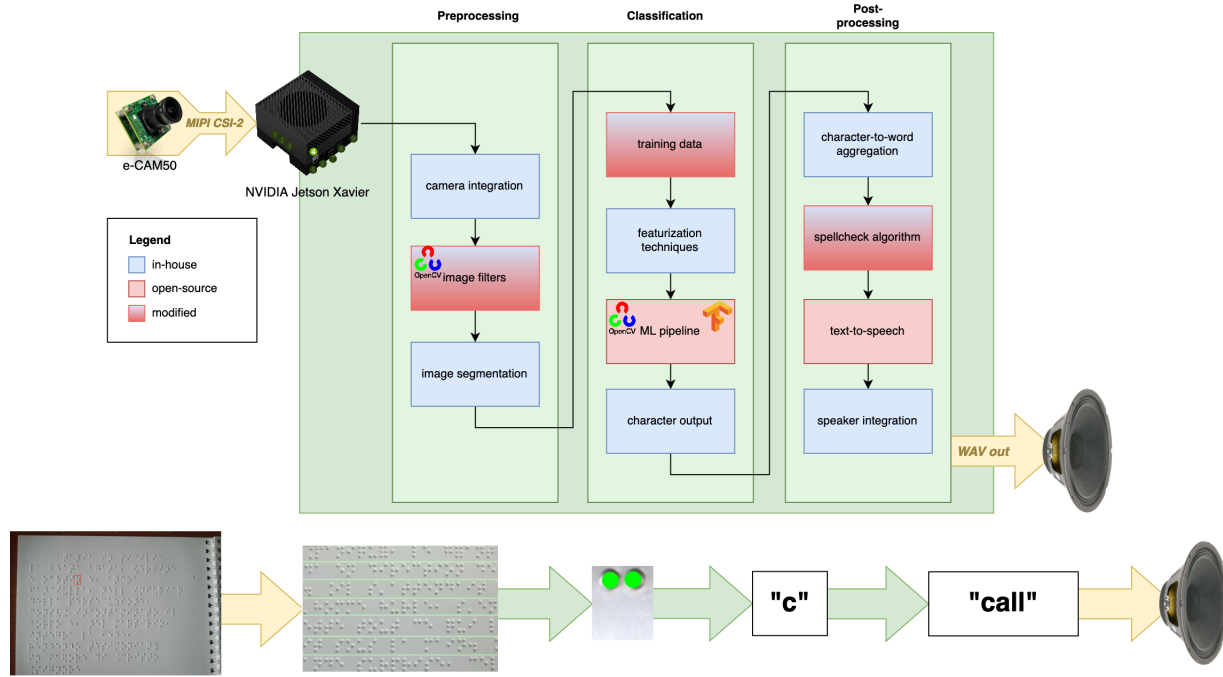 Preprocessing
Classification
Post-
processing
MIPI CSI-2
e-CAM50
NVIDIA Jetson Xavier
Legend
in-house
open-source
modified
camera integration
OpenCV
image filters
image segmentation
training data
featurization
techniques
OpenCV
ML pipeline
character output
character-to-word
aggregation
spellcheck algorithm
text-to-speech
speaker integration
WAV out
"c"
"call"